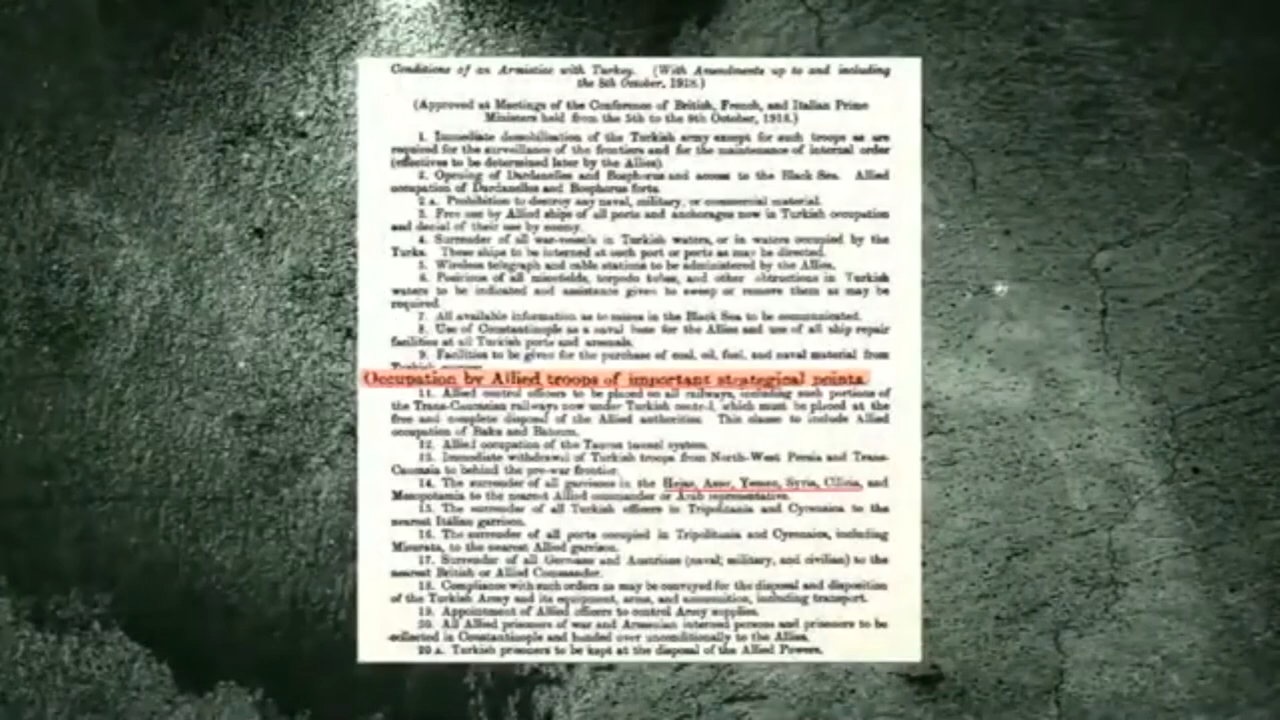 Conditions of an Armistice with Turkey. (With Amendments up to and including
the 8th October, 1918.)
(Approved at Meetings of the Conference of British, French, and Italian Prime
Ministers held from the 5th to the 9th October, 1918.)
1. Immediate demobilisation of the Turkish army except for such troops as are
required for the surveillance of the frontiers and for the maintenance of internal order
(effectives to be determined later by the Allies).
2. Opening of Dardanelles and Bosphorus and access to the Black Sea. Allied
occupation of Dardanelles and Bosphorus forts.
2 A. Prohibition to destroy any naval, military, or commercial material.
3. Free use by Allied ships of all ports and anchorages now in Turkish occupation
and denial of their use by enemy.
4. Surrender of all war-vessels in Turkish waters, or in waters occupied by the
Turks. These ships to be interned at such port or ports as may be directed.
5. Wireless telegraph and cable stations to be administered by the Allies.
6. Positions of all minefields, torpedo tubes, and other obstructions in Turkish
waters to be indicated and assistance given to sweep or remove them as may be
required.
7. All available information as to mines in the Black Sea to be communicated.
8. Use of Constantinople as a naval base for the Allies and use of all ship repair
facilities at all Turkish ports and arsenals.
9. Facilities to be given for the purchase of coal, oil, fuel, and naval material from
Occupation by Allied troops of important strategical points.
11. Allied control officers to be placed on all railways, including such portions of
the Trans-Caucasian railways now under Turkish control, which must be placed at the
free and complete disposal of the Allied authorities. This clause to include Allied
occupation of Baku and Batoum.
12. Allied occupation of the Taurus tunnel system.
13. Immediate withdrawal of Turkish troops from North-West Persia and Trans-
Caucasia to behind the pre-war frontier.
14. The surrender of all garrisons in the Hejaz, Assir, Yemen, Syria, Cilicia, and
Mesopotamia to the nearest Allied commander or Arab representative.
15. The surrender of all Turkish officers in Tripolitania and Cyrenaica to the
nearest Italian garrison.
16. The surrender of all ports occupied in Tripolitania and Cyrenaica, including
Misurata, to the nearest Allied garrison.
17. Surrender of all Germans and Austrians (naval, military, and civilian) to the
nearest British or Allied Commander.
18. Compliance with such orders as may be conveyed for the disposal and disposition
of the Turkish Army and its equipment, arms, and ammunition, including transport.
19. Appointment of Allied officers to control Army supplies.
20. All Allied prisoners of war and Armenian interned persons and prisoners to be
collected in Constantinople and handed over unconditionally to the Allies.
20 A. Turkish prisoners to be kept at the disposal of the Allied Powers.